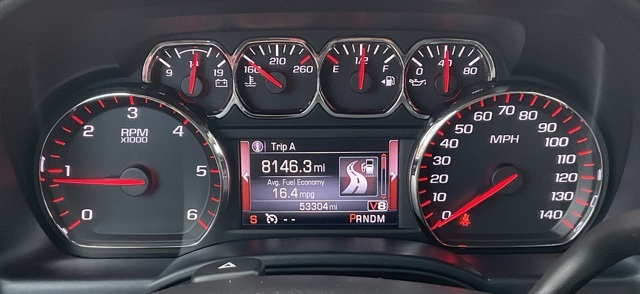 9 14 19
160 210 260
E 1/2 F
0 40 80
RPM
x1000
0 1 2 3 4 5 6
Trip A
8146.3 mi
Avg. Fuel Economy
16.4 mpg
53304 mi V8
S -- PRNDM
MPH
0 10 20 30 40 50 60 70 80 90 100 110 120 130 140